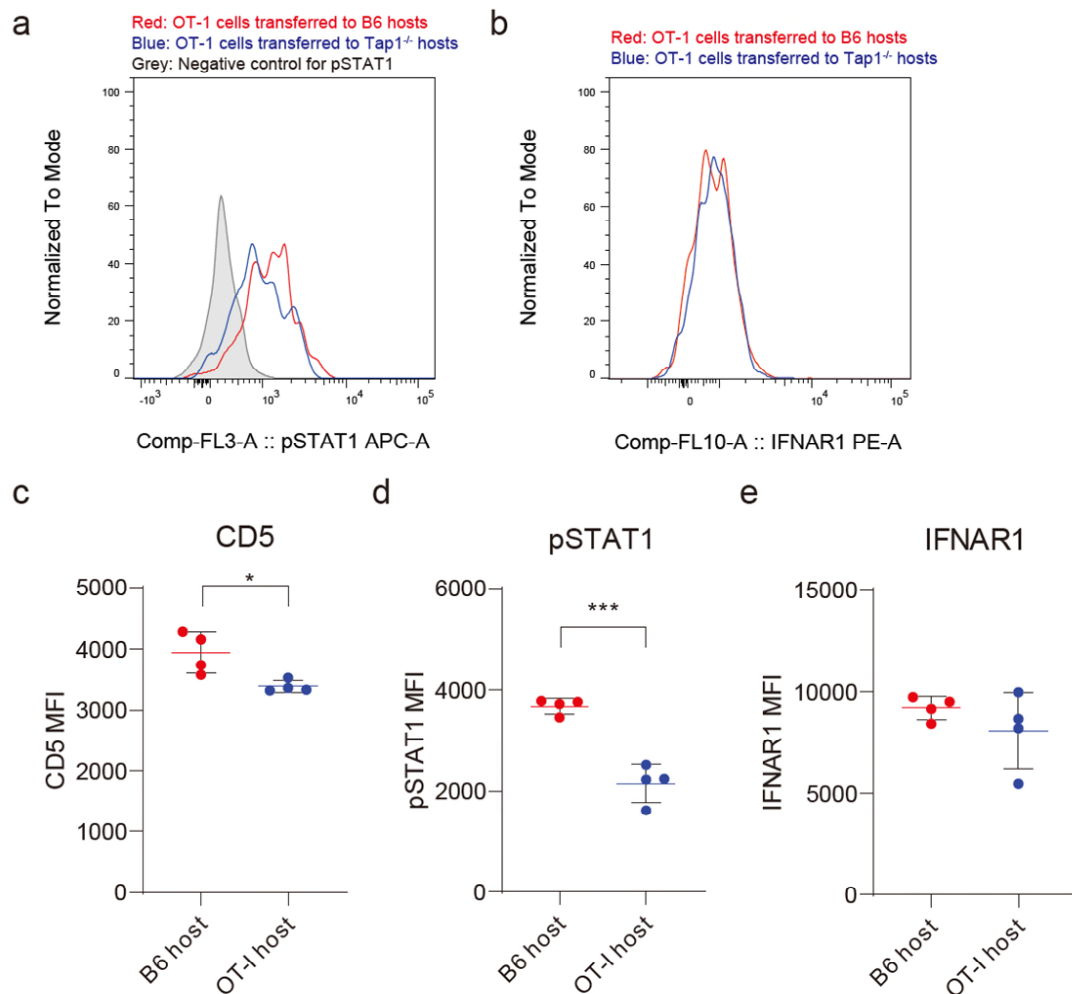 a
Red: OT-1 cells transferred to B6 hosts
Blue: OT-1 cells transferred to Tap1-/- hosts
Grey: Negative control for pSTAT1
100
80
60
40
20
0
Normalized To Mode
-10³ 0 10³ 10⁴ 10⁵
Comp-FL3-A :: pSTAT1 APC-A
b
Red: OT-1 cells transferred to B6 hosts
Blue: OT-1 cells transferred to Tap1-/- hosts
100
80
60
40
20
0
Normalized To Mode
0 10⁴ 10⁵
Comp-FL10-A :: IFNAR1 PE-A
c
CD5
*
5000
4000
3000
2000
1000
0
CD5 MFI
B6 host
OT-I host
d
pSTAT1
***
6000
4000
2000
0
pSTAT1 MFI
B6 host
OT-I host
e
IFNAR1
15000
10000
5000
0
IFNAR1 MFI
B6 host
OT-I host